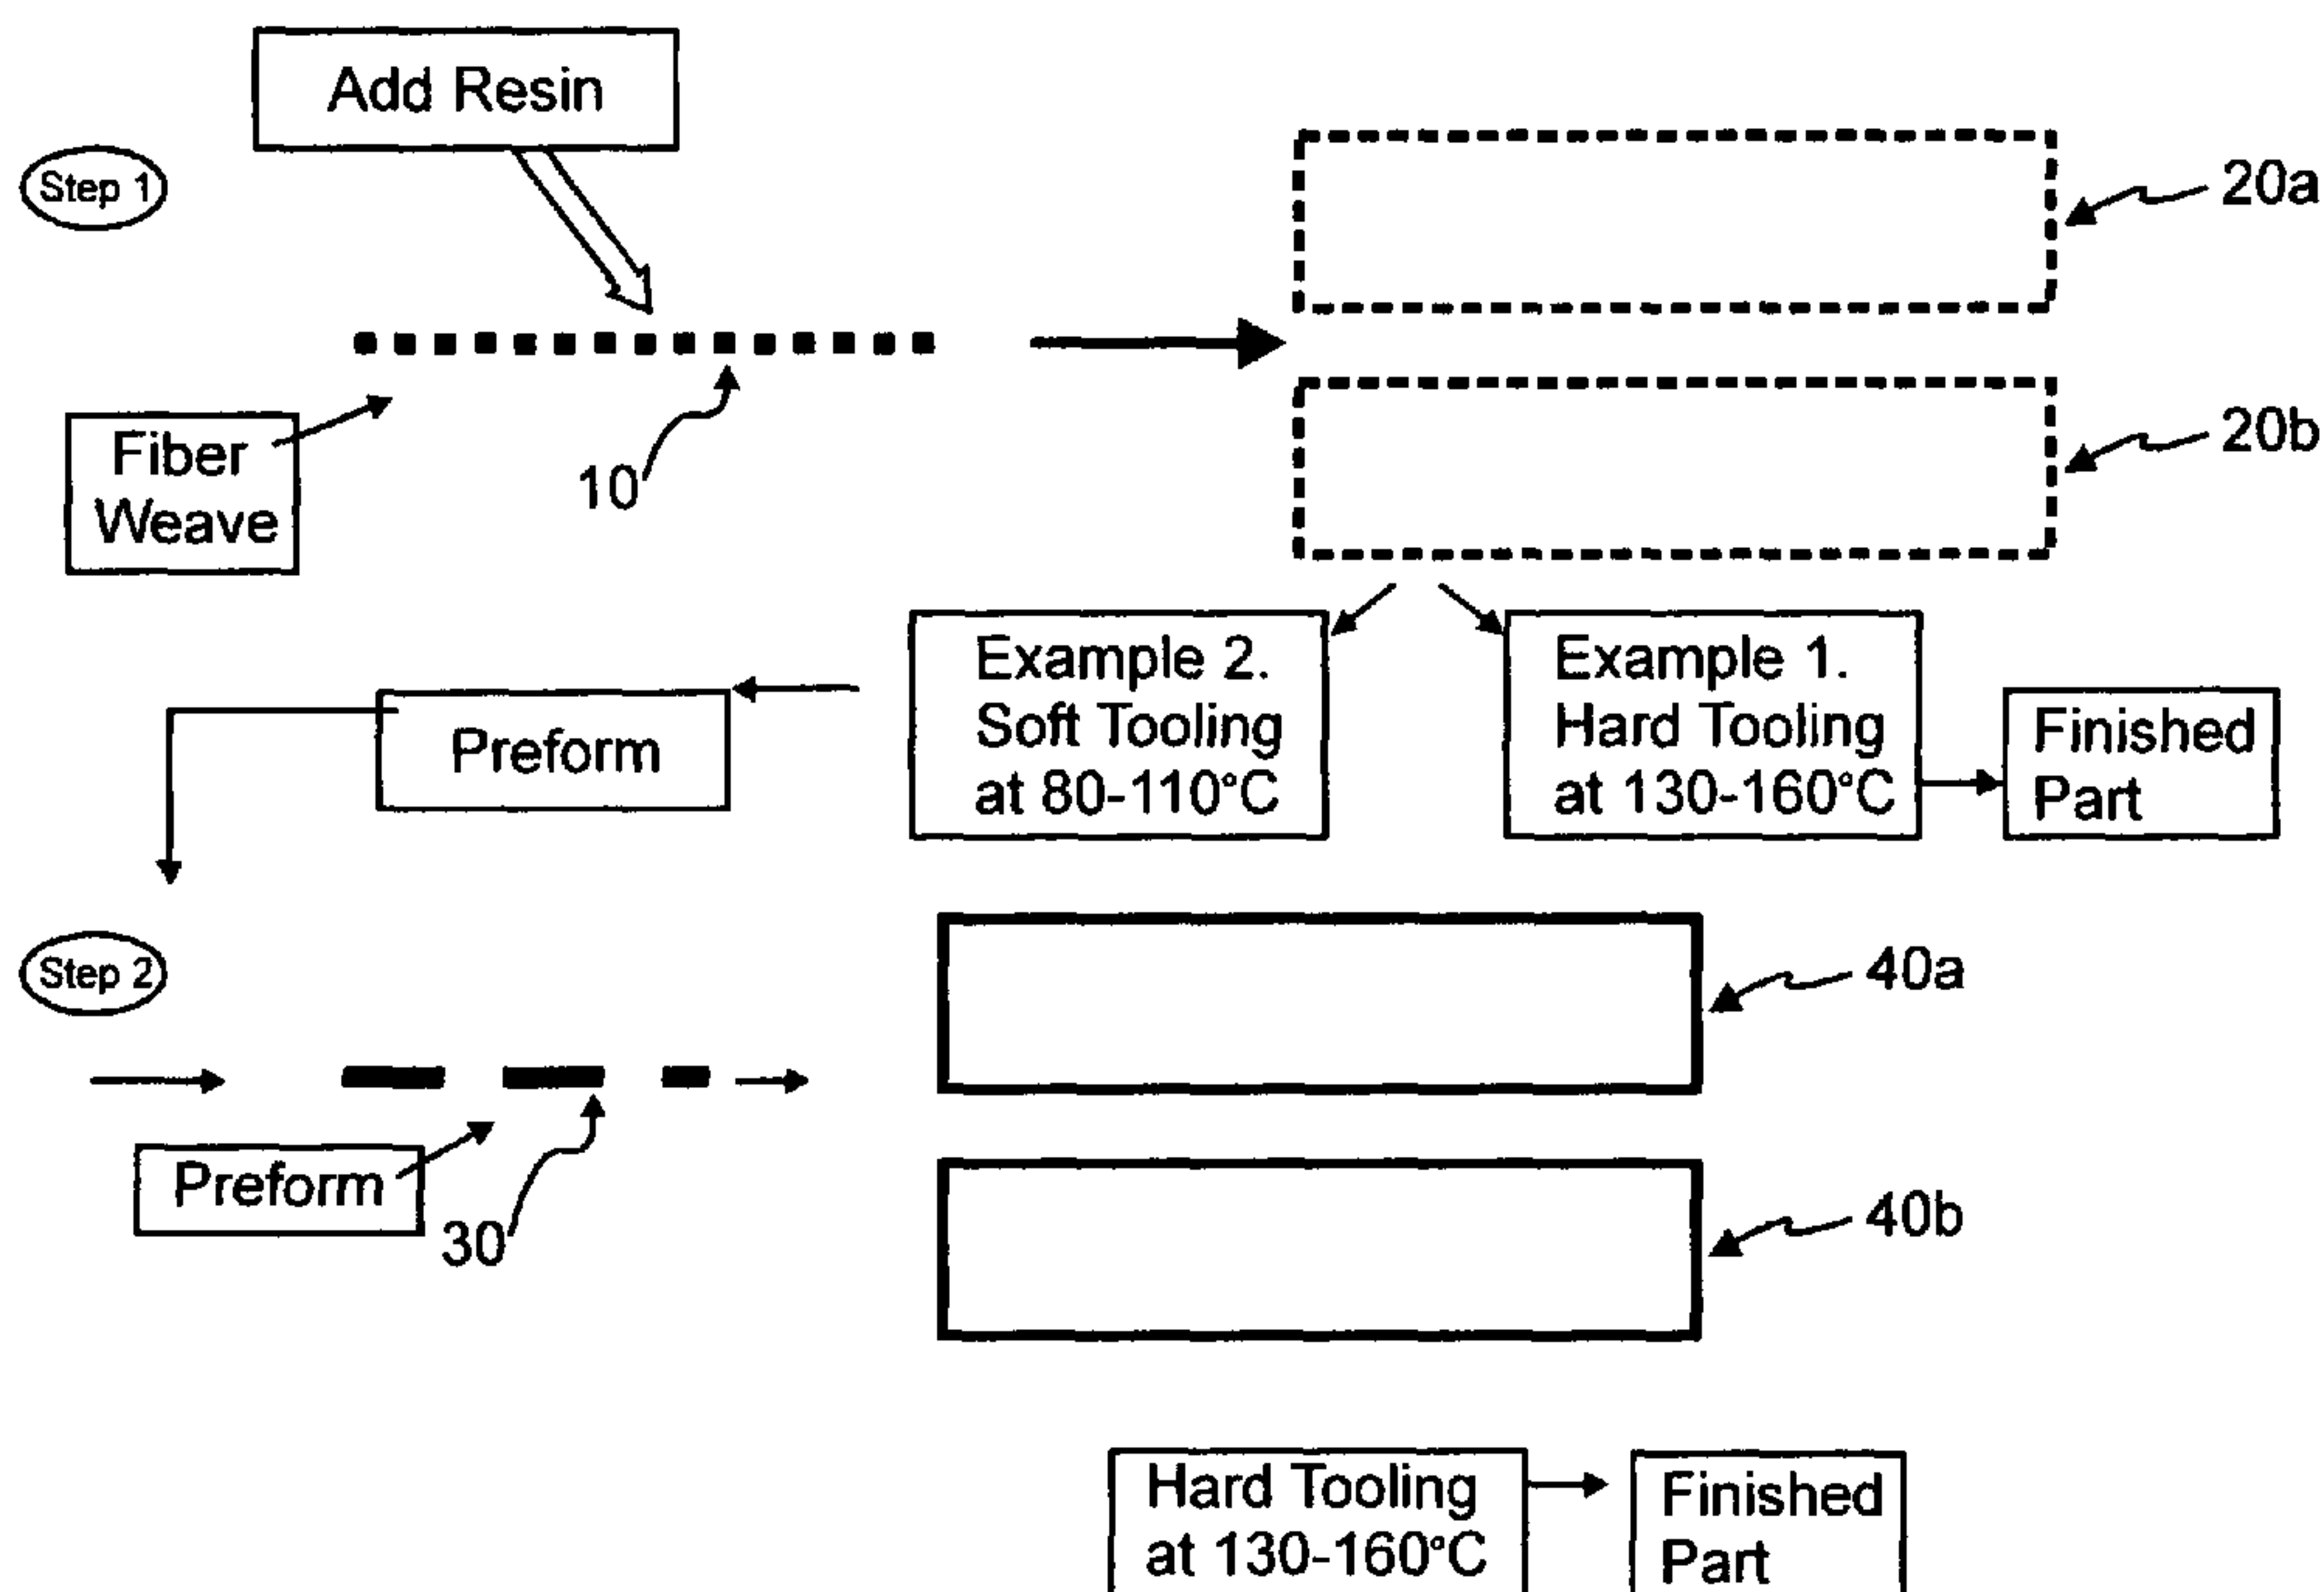 Add Resin
Step 1
20a
Fiber
Weave
10
20b
Example 2.
Soft Tooling
at 80-110°C
Example 1.
Hard Tooling
at 130-160°C
Finished
Part
Preform
Step 2
40a
Preform
30
40b
Hard Tooling
at 130-160°C
Finished
Part